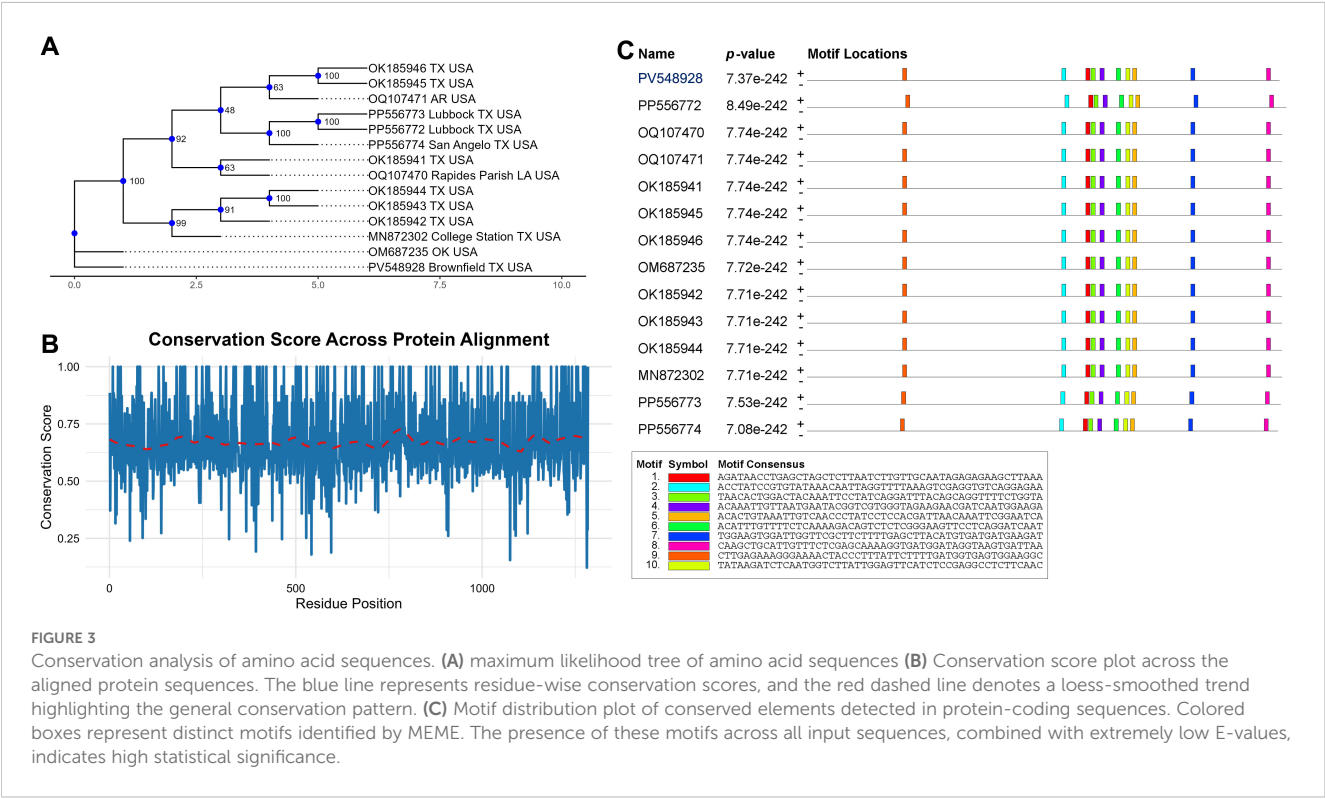 A
OK185946 TX USA
100
OK185945 TX USA
63
OQ107471 AR USA
48
PP556773 Lubbock TX USA
100
PP556772 Lubbock TX USA
100
92
PP556774 San Angelo TX USA
OK185941 TX USA
63
OQ107470 Rapides Parish LA USA
100
OK185944 TX USA
100
OK185943 TX USA
91
OK185942 TX USA
99
MN872302 College Station TX USA
OM687235 OK USA
PV548928 Brownfield TX USA
0.0 2.5 5.0 7.5 10.0
B
Conservation Score Across Protein Alignment
Conservation Score
1.00
0.75
0.50
0.25
0 500 1000
Residue Position
C Name p-value Motif Locations
PV548928 7.37e-242 + -
PP556772 8.49e-242 + -
OQ107470 7.74e-242 + -
OQ107471 7.74e-242 + -
OK185941 7.74e-242 + -
OK185945 7.74e-242 + -
OK185946 7.74e-242 + -
OM687235 7.72e-242 + -
OK185942 7.71e-242 + -
OK185943 7.71e-242 + -
OK185944 7.71e-242 + -
MN872302 7.71e-242 + -
PP556773 7.53e-242 + -
PP556774 7.08e-242 + -
Motif Symbol Motif Consensus
1. AGATAACCTGAGCTAGCTCTTAATCTTGTTGCAATAGAGAGAAGCTTAAA
2. ACCTATCCGTGTATAAACAATTAGGTTTTAAAGTCGAGGTGTCAGGAGAA
3. TAACACTGGACTACAAATTCCTATCAGGATTTACAGCAGGTTTTCTGGTA
4. ACAAATTGTTAATGAATACGGTCGTGGGTAGAAGAACGATCAATGGAAGA
5. ACACTGTAAATTGTCAACCCTATCCTCCACGATTAACAAATTCGGAATCA
6. ACATTTGTTTTCTCAAAAGACAGTCTCTCGGGAAGTTCCTCAGGATCAAT
7. TGGAAGTGGATTGGTTCGCTTCTTTTGAGCTTACATGTGATGATGAAGAT
8. CAAGCTGCATTGTTTCTCGAGCAAAAGGTGATGGATAGGTAAGTGATTAA
9. CTTGAGAAAGGGAAAACTACCCTTTATTCTTTTGATGGTGAGTGGAAGGC
10. TATAAGATCTCAATGGTCTTATTGGAGTTCATCTCCGAGGCCTCTTCAAC
FIGURE 3
Conservation analysis of amino acid sequences. (A) maximum likelihood tree of amino acid sequences (B) Conservation score plot across the
aligned protein sequences. The blue line represents residue-wise conservation scores, and the red dashed line denotes a loess-smoothed trend
highlighting the general conservation pattern. (C) Motif distribution plot of conserved elements detected in protein-coding sequences. Colored
boxes represent distinct motifs identified by MEME. The presence of these motifs across all input sequences, combined with extremely low E-values,
indicates high statistical significance.